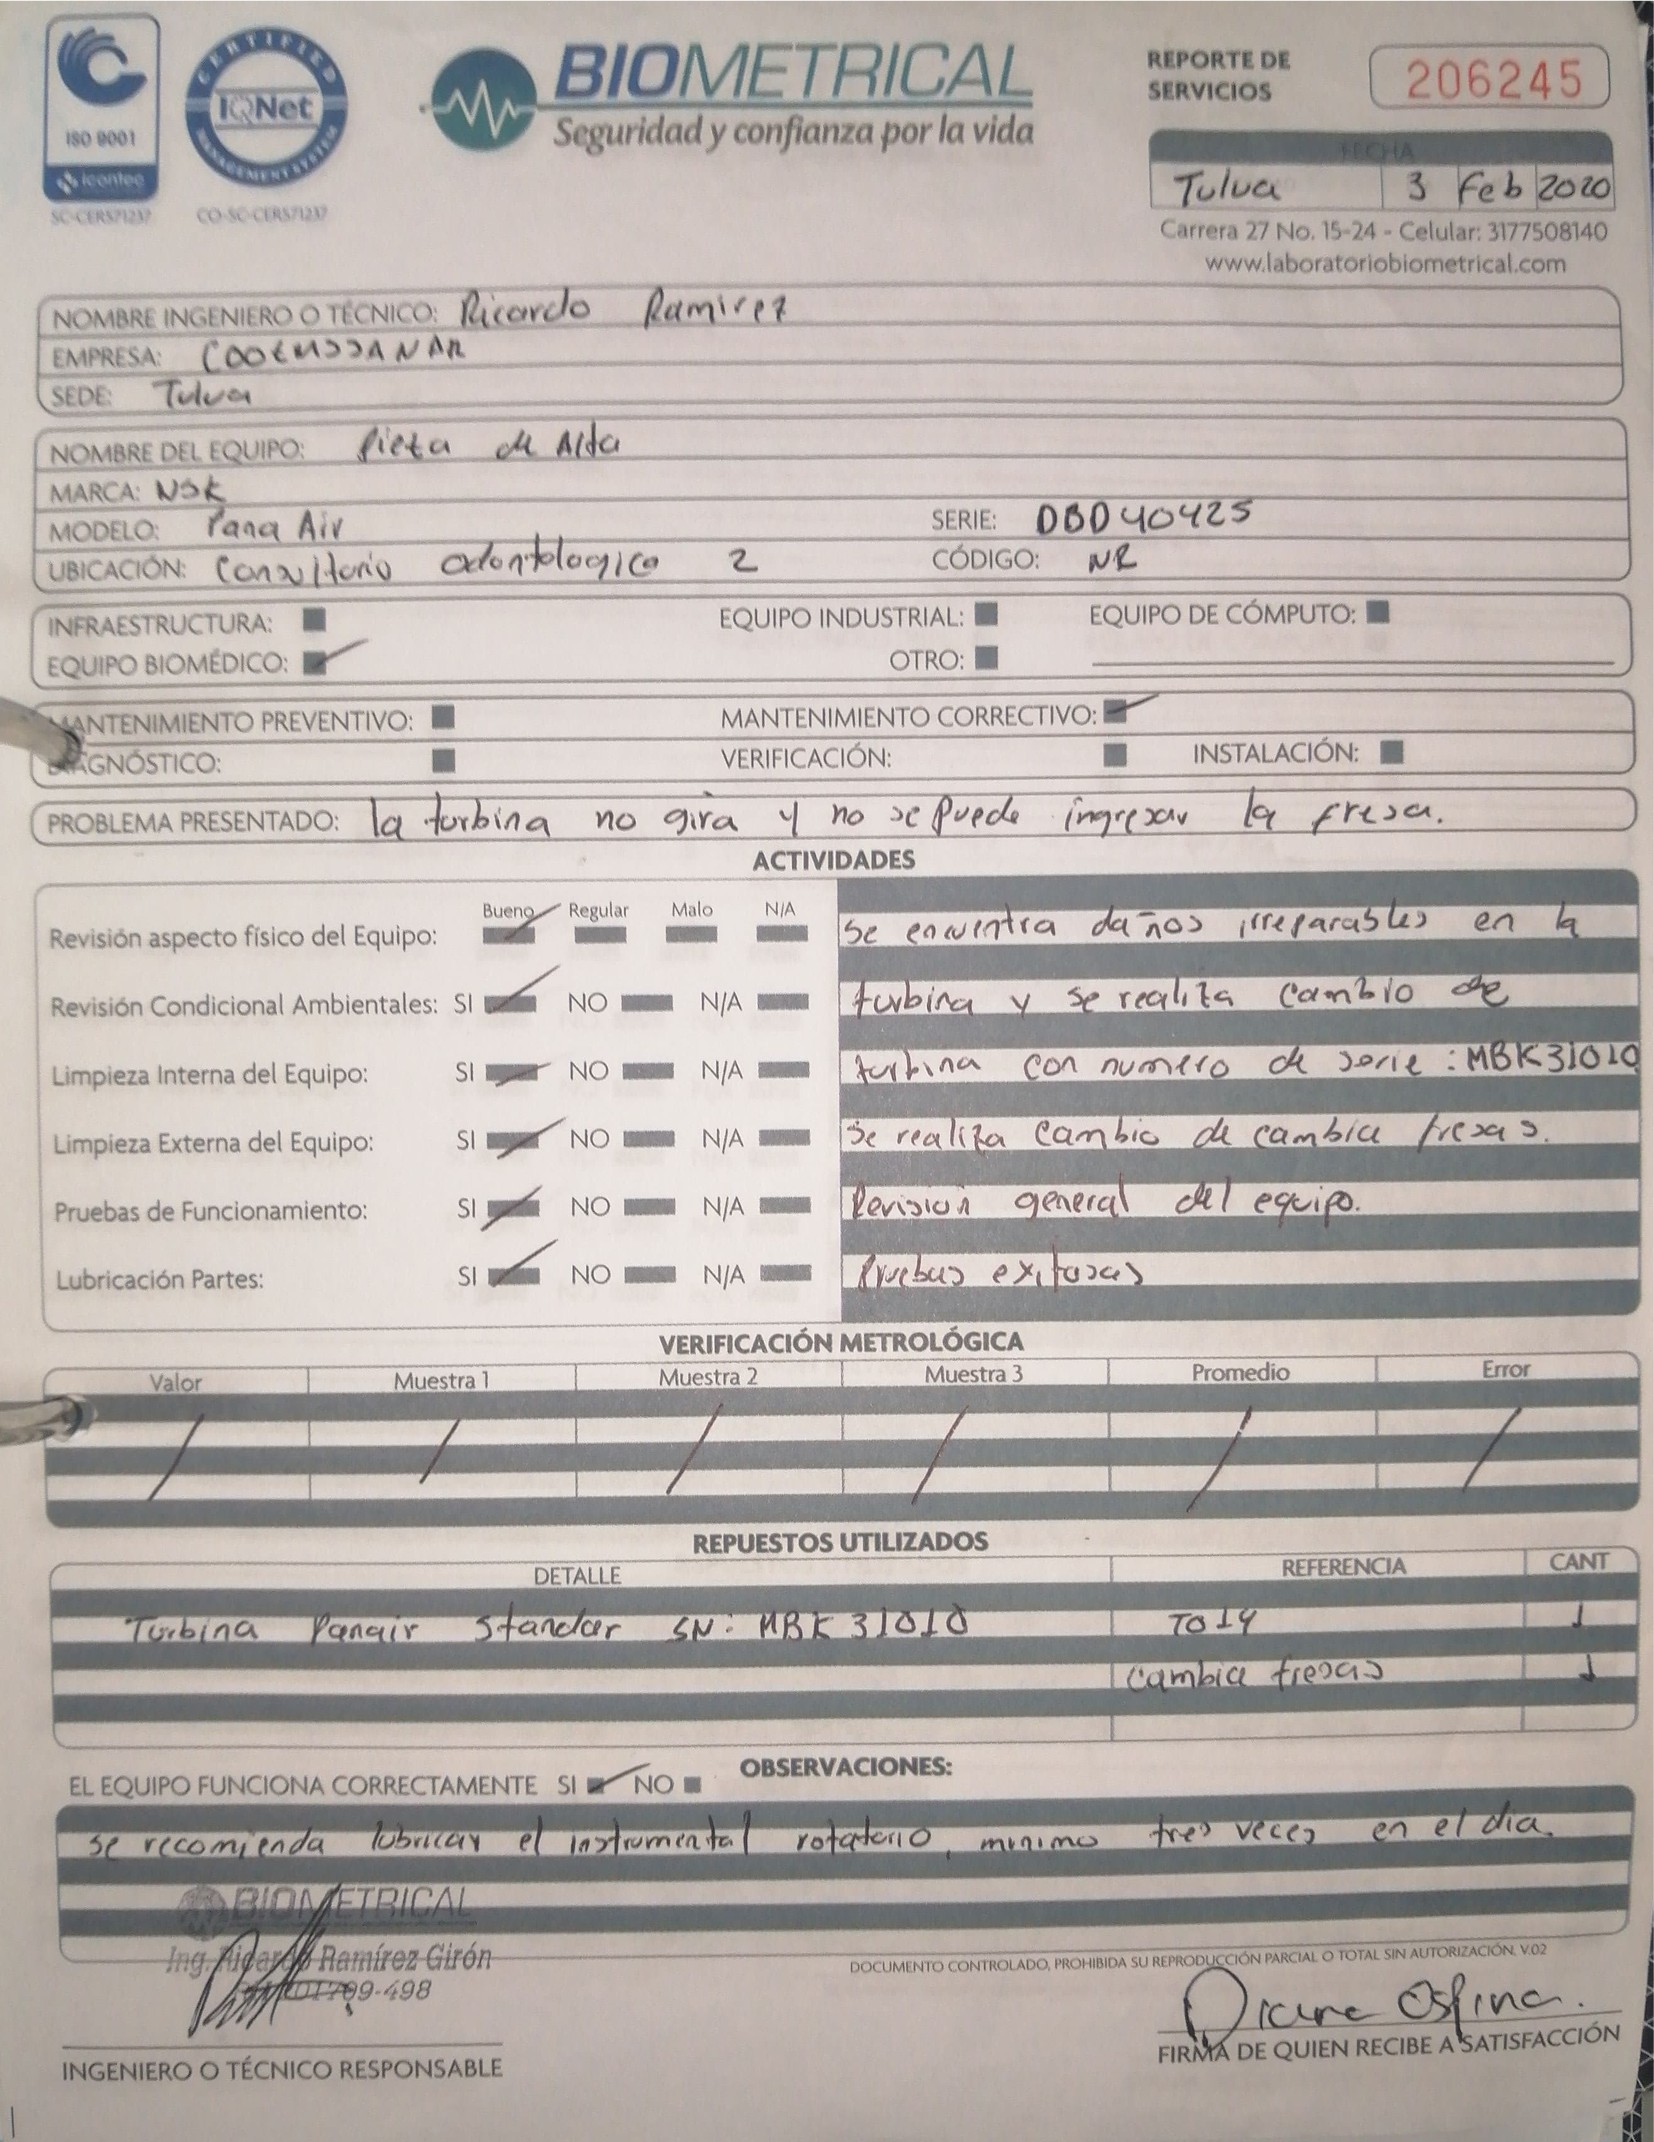 ISO 9001
icontec
SC-CER571237
CERTIFIED
IQNet
MANAGEMENT SYSTEM
CO-SC-CER571237
BIOMETRICAL
Seguridad y confianza por la vida
REPORTE DE
SERVICIOS
206245
FECHA
Tulua 3 Feb 2020
Carrera 27 No. 15-24 - Celular: 3177508140
www.laboratoriobiometrical.com
NOMBRE INGENIERO O TÉCNICO: Ricardo Ramirez
EMPRESA: COOEMSSANAR
SEDE: Tulua
NOMBRE DEL EQUIPO: Pieza de Alta
MARCA: NSK
MODELO: Pana Air SERIE: DBD40425
UBICACIÓN: Consultorio odontologico 2 CÓDIGO: NR
INFRAESTRUCTURA: EQUIPO INDUSTRIAL: EQUIPO DE CÓMPUTO:
EQUIPO BIOMÉDICO: OTRO:
MANTENIMIENTO PREVENTIVO: MANTENIMIENTO CORRECTIVO:
DIAGNÓSTICO: VERIFICACIÓN: INSTALACIÓN:
PROBLEMA PRESENTADO: la turbina no gira y no se puede ingresar la fresa.
ACTIVIDADES
Bueno Regular Malo N/A
Revisión aspecto físico del Equipo: se encuentra daños irreparables en la
Revisión Condicional Ambientales: SI NO N/A turbina y se realiza cambio de
Limpieza Interna del Equipo: SI NO N/A turbina con numero de serie: MBK31010
Limpieza Externa del Equipo: SI NO N/A Se realiza cambio de cambia fresas.
Pruebas de Funcionamiento: SI NO N/A Revision general del equipo.
Lubricación Partes: SI NO N/A Pruebas exitosas
VERIFICACIÓN METROLÓGICA
Valor Muestra 1 Muestra 2 Muestra 3 Promedio Error
REPUESTOS UTILIZADOS
DETALLE REFERENCIA CANT
Turbina Panair Standar SN: MBK 31010 TO14 1
Cambia fresas 1
OBSERVACIONES:
EL EQUIPO FUNCIONA CORRECTAMENTE SI NO
se recomienda lubricar el instrumental rotatorio, minimo tres veces en el dia.
BIOMETRICAL
Ing. Ricardo Ramírez Girón
DOCUMENTO CONTROLADO, PROHIBIDA SU REPRODUCCIÓN PARCIAL O TOTAL SIN AUTORIZACIÓN. V.02
Diana Ospina.
INGENIERO O TÉCNICO RESPONSABLE
FIRMA DE QUIEN RECIBE A SATISFACCIÓN